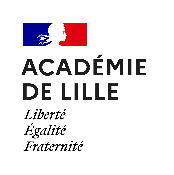 ACADÉMIE
DE LILLE
Liberté
Égalité
Fraternité